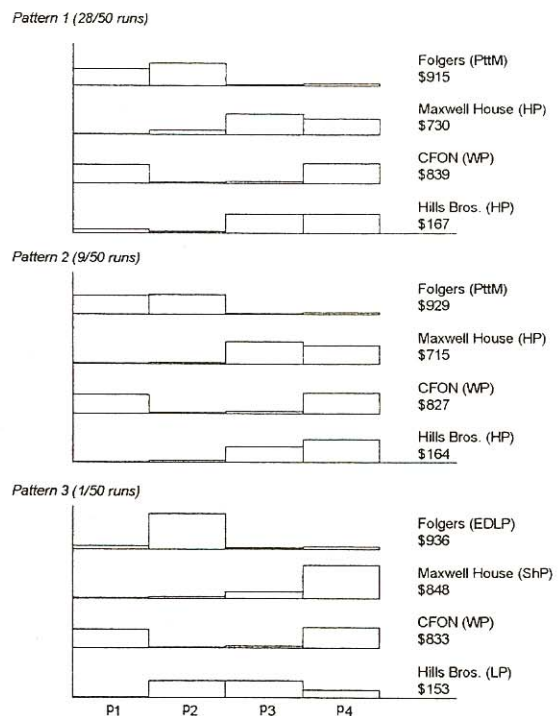 Pattern 1 (28/50 runs)
Folgers (PttM)
$915
Maxwell House (HP)
$730
CFON (WP)
$839
Hills Bros. (HP)
$167
Pattern 2 (9/50 runs)
Folgers (PttM)
$929
Maxwell House (HP)
$715
CFON (WP)
$827
Hills Bros. (HP)
$164
Pattern 3 (1/50 runs)
Folgers (EDLP)
$936
Maxwell House (ShP)
$848
CFON (WP)
$833
Hills Bros. (LP)
$153
P1 P2 P3 P4